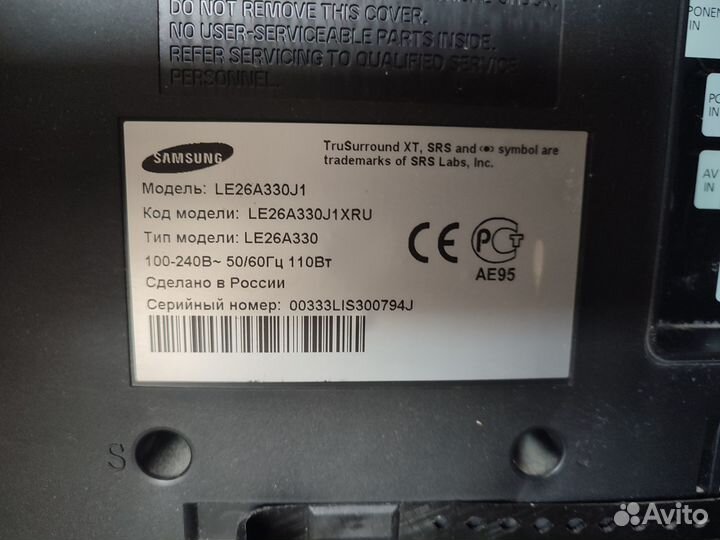 DO NOT REMOVE THIS COVER.
NO USER-SERVICEABLE PARTS INSIDE.
REFER SERVICING TO QUALIFIED SERVICE
PERSONNEL.
IN
IN
AV
IN
SAMSUNG
TruSurround XT, SRS and (●) symbol are
trademarks of SRS Labs, Inc.
Модель: LE26A330J1
Код модели: LE26A330J1XRU
Тип модели: LE26A330
100-240В~ 50/60Гц 110Вт
Сделано в России
Серийный номер: 00333LIS300794J
CE
РСТ
AE95
S
Avito